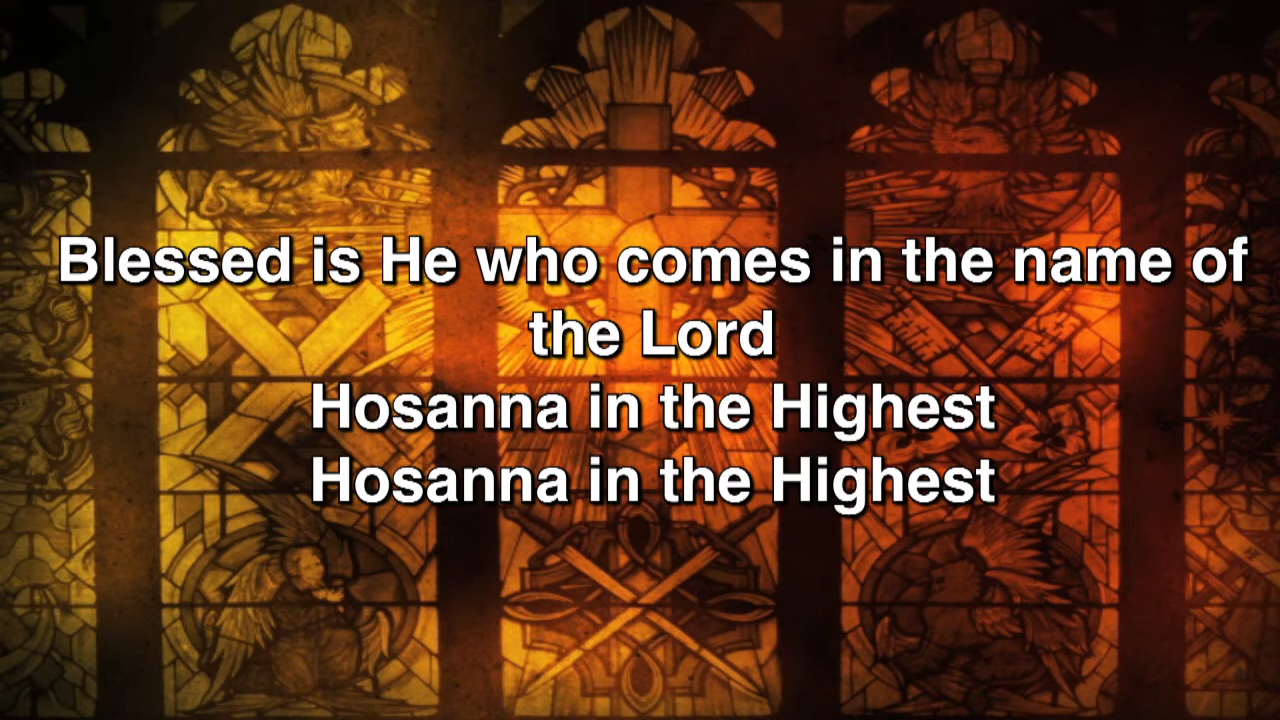 Blessed is He who comes in the name of
the Lord
Hosanna in the Highest
Hosanna in the Highest